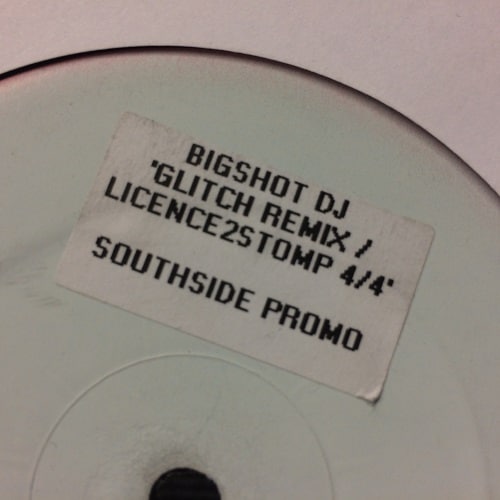 BIGSHOT DJ
"GLITCH REMIX /
LICENCE2STOMP 4/4"
SOUTHSIDE PROMO